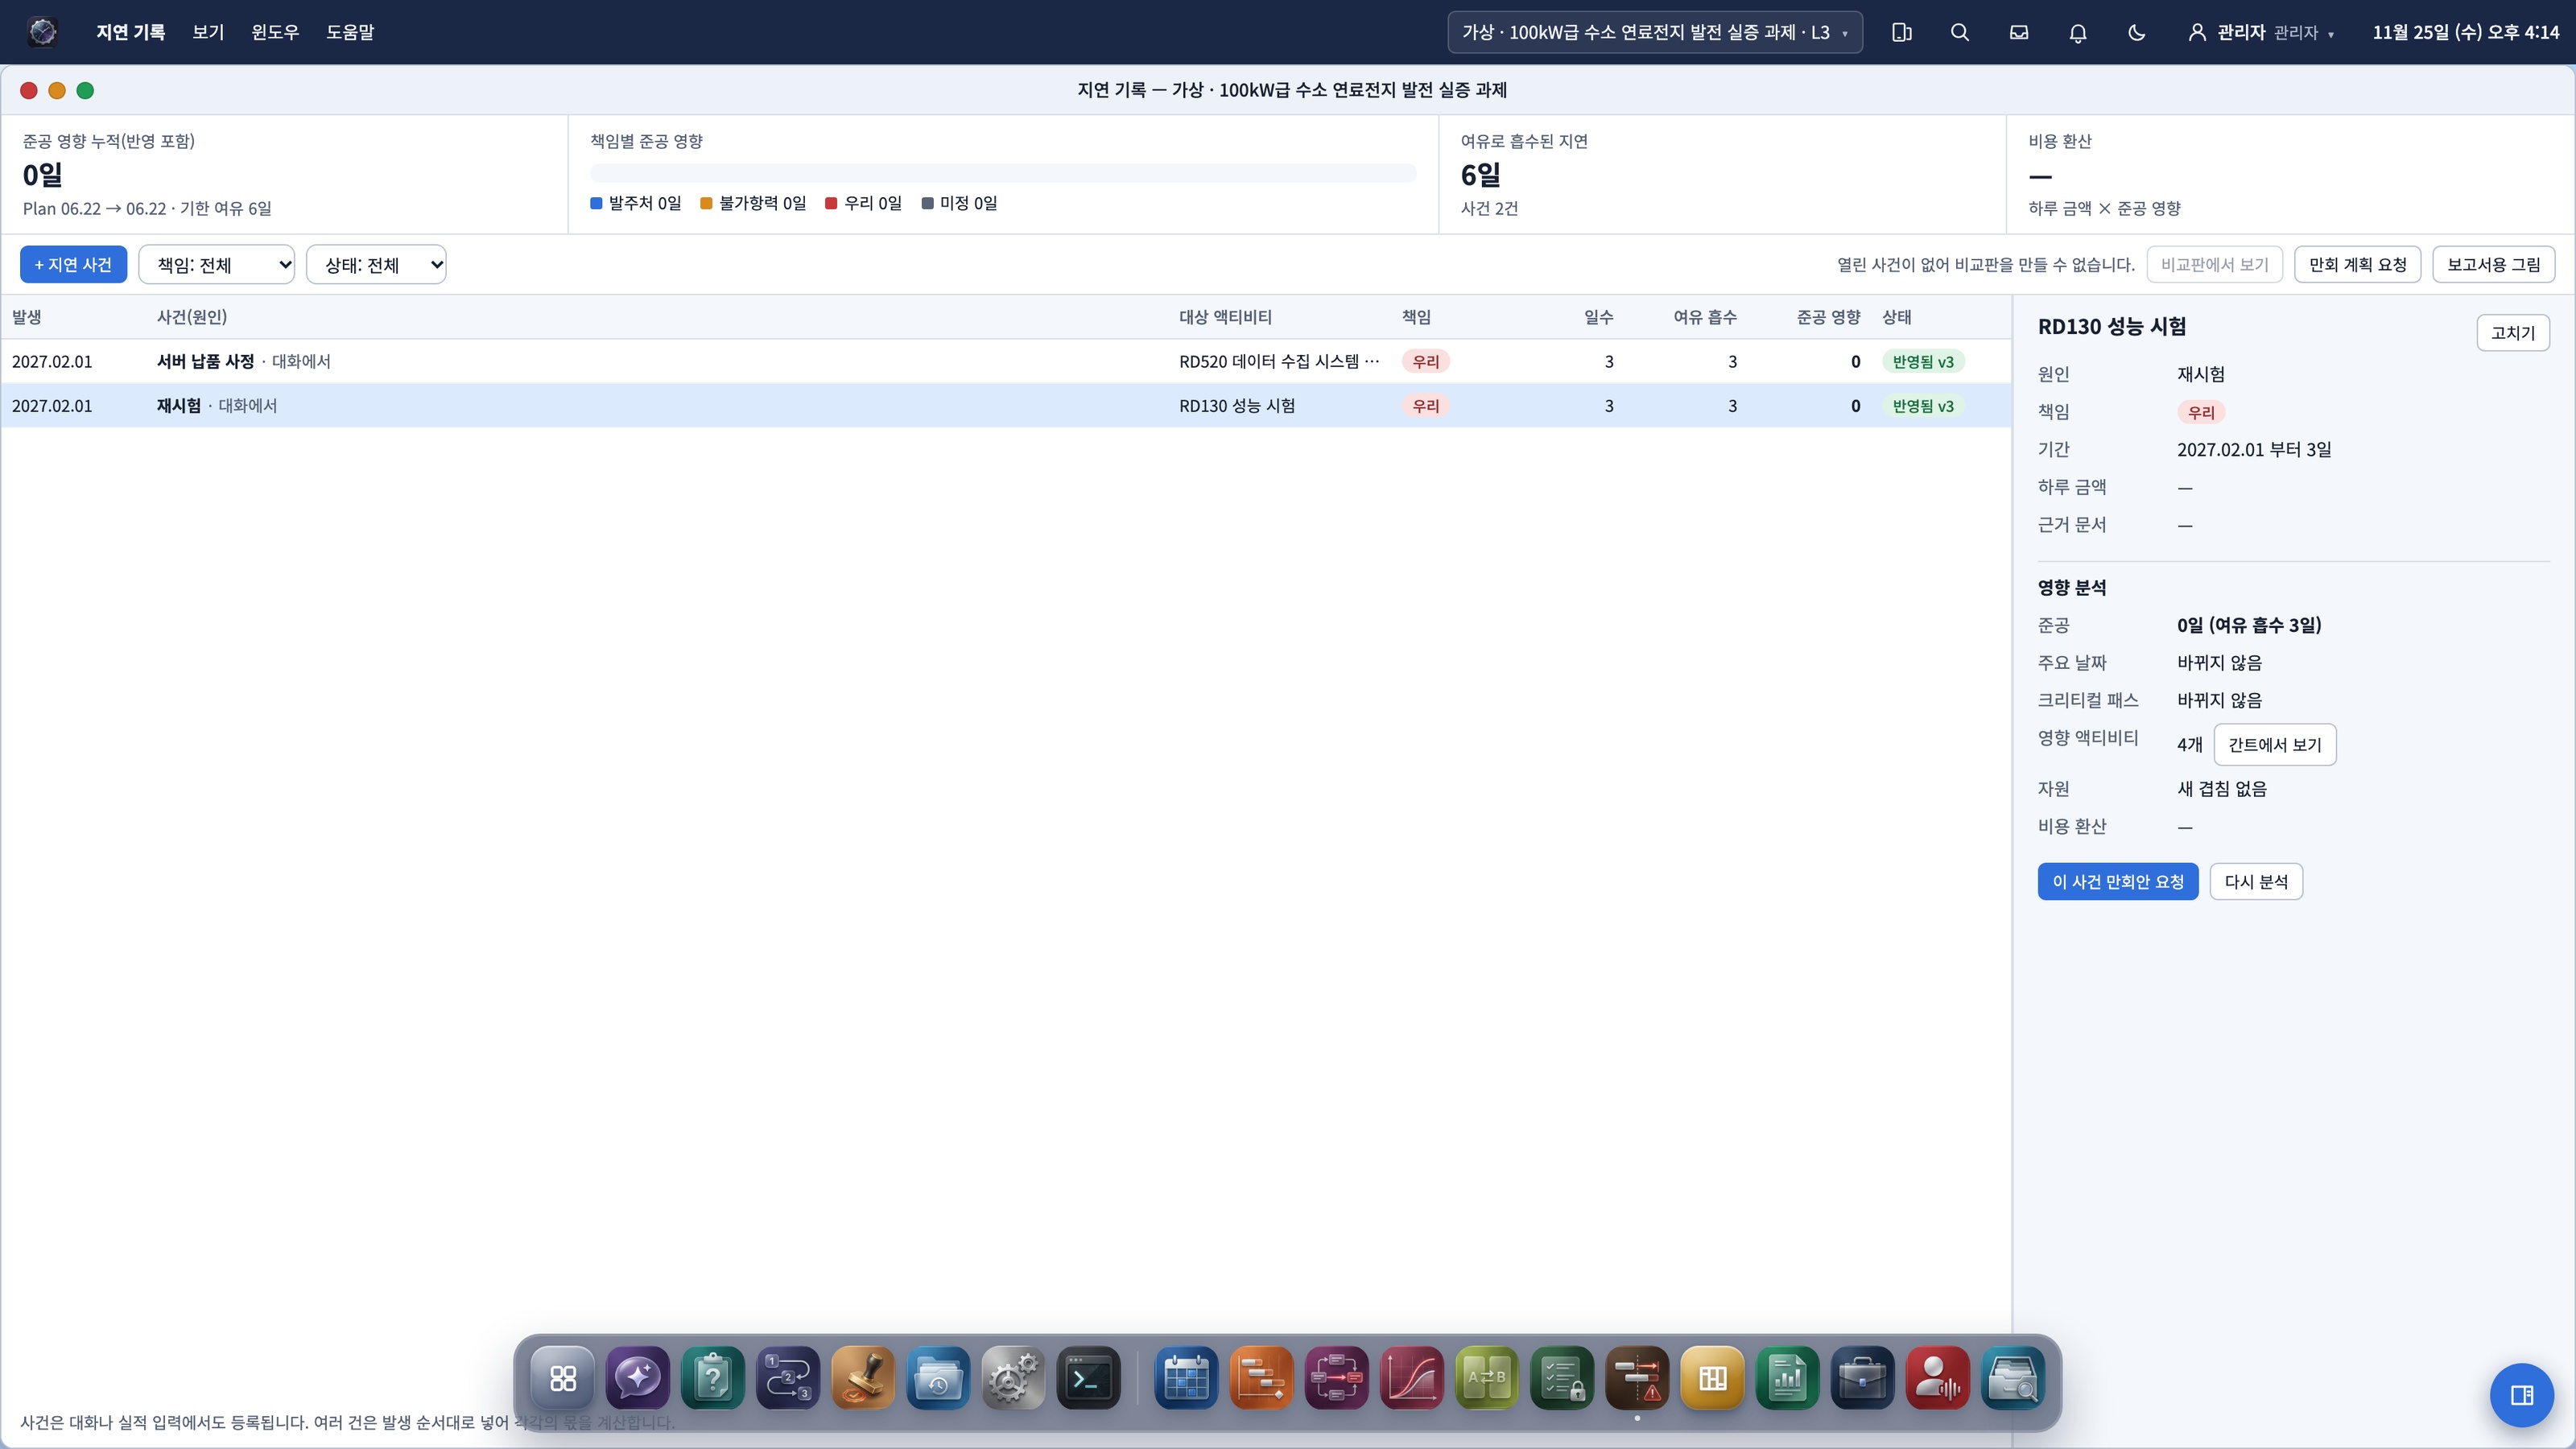 지연 기록 보기 윈도우 도움말 가상 · 100kW급 수소 연료전지 발전 실증 과제 · L3 관리자 관리자 11월 25일 (수) 오후 4:14
지연 기록 — 가상 · 100kW급 수소 연료전지 발전 실증 과제
준공 영향 누적(반영 포함)
0일
Plan 06.22 → 06.22 · 기한 여유 6일
책임별 준공 영향
발주처 0일 불가항력 0일 우리 0일 미정 0일
여유로 흡수된 지연
6일
사건 2건
비용 환산
—
하루 금액 × 준공 영향
+ 지연 사건 책임: 전체 상태: 전체 열린 사건이 없어 비교판을 만들 수 없습니다. 비교판에서 보기 만회 계획 요청 보고서용 그림
발생 사건(원인) 대상 액티비티 책임 일수 여유 흡수 준공 영향 상태
2027.02.01 서버 납품 사정 · 대화에서 RD520 데이터 수집 시스템 ⋯ 우리 3 3 0 반영됨 v3
2027.02.01 재시험 · 대화에서 RD130 성능 시험 우리 3 3 0 반영됨 v3
RD130 성능 시험 고치기
원인 재시험
책임 우리
기간 2027.02.01 부터 3일
하루 금액 —
근거 문서 —
영향 분석
준공 0일 (여유 흡수 3일)
주요 날짜 바뀌지 않음
크리티컬 패스 바뀌지 않음
영향 액티비티 4개 간트에서 보기
자원 새 겹침 없음
비용 환산 —
이 사건 만회안 요청 다시 분석
사건은 대화나 실적 입력에서도 등록됩니다. 여러 건은 발생 순서대로 넣어 각각의 몫을 계산합니다.
1 2 3
?
A⇄B